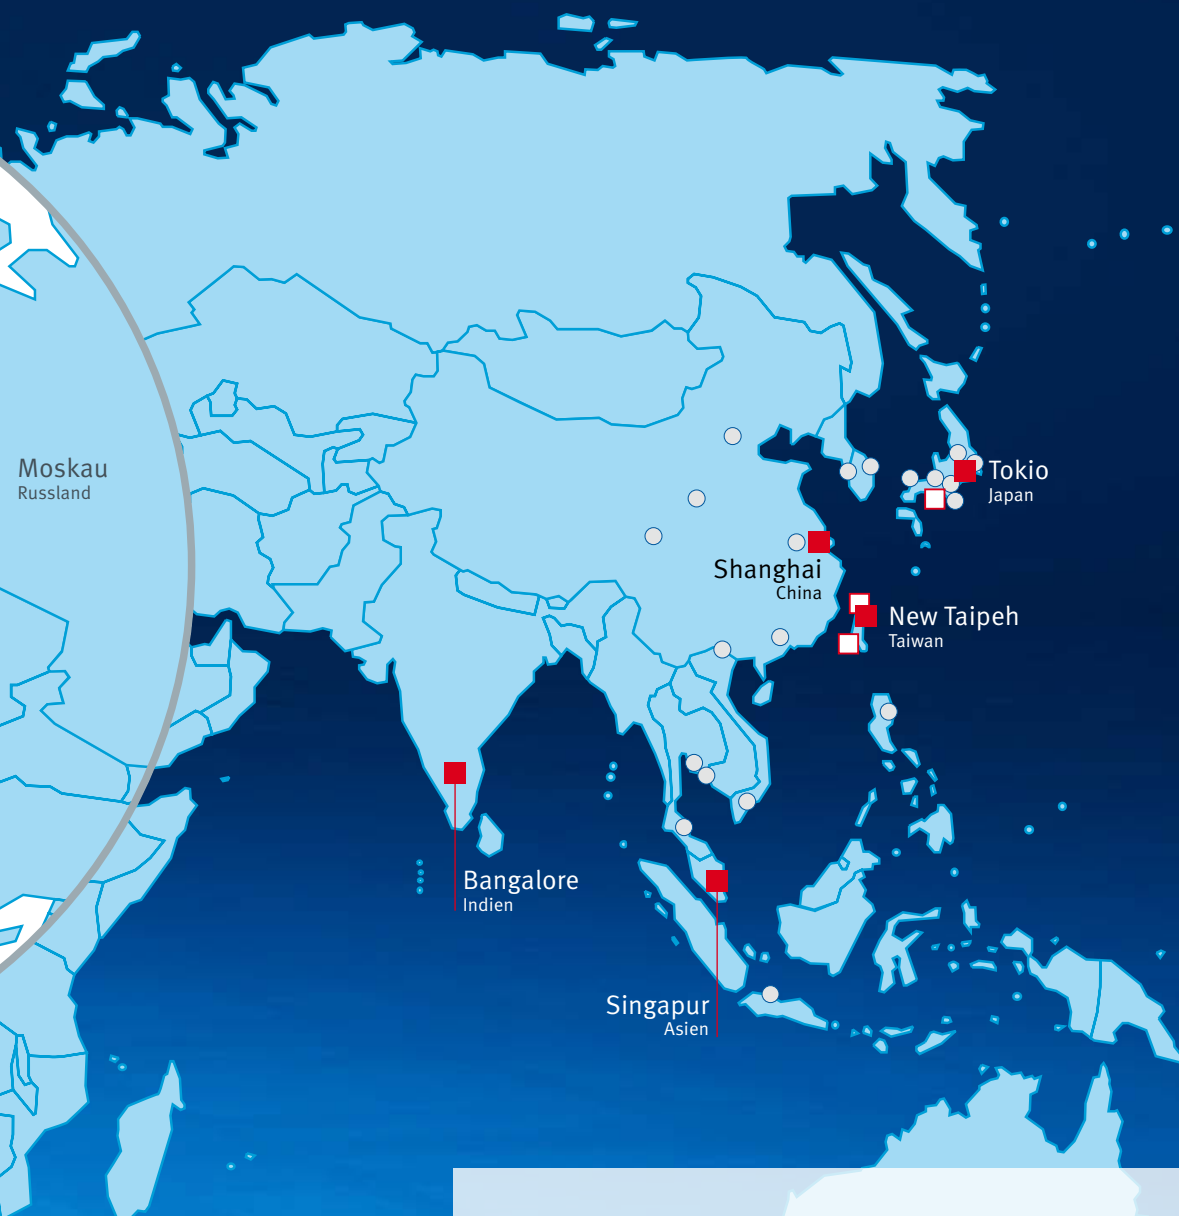 Moskau
Russland
Tokio
Japan
Shanghai
China
New Taipeh
Taiwan
Bangalore
Indien
Singapur
Asien